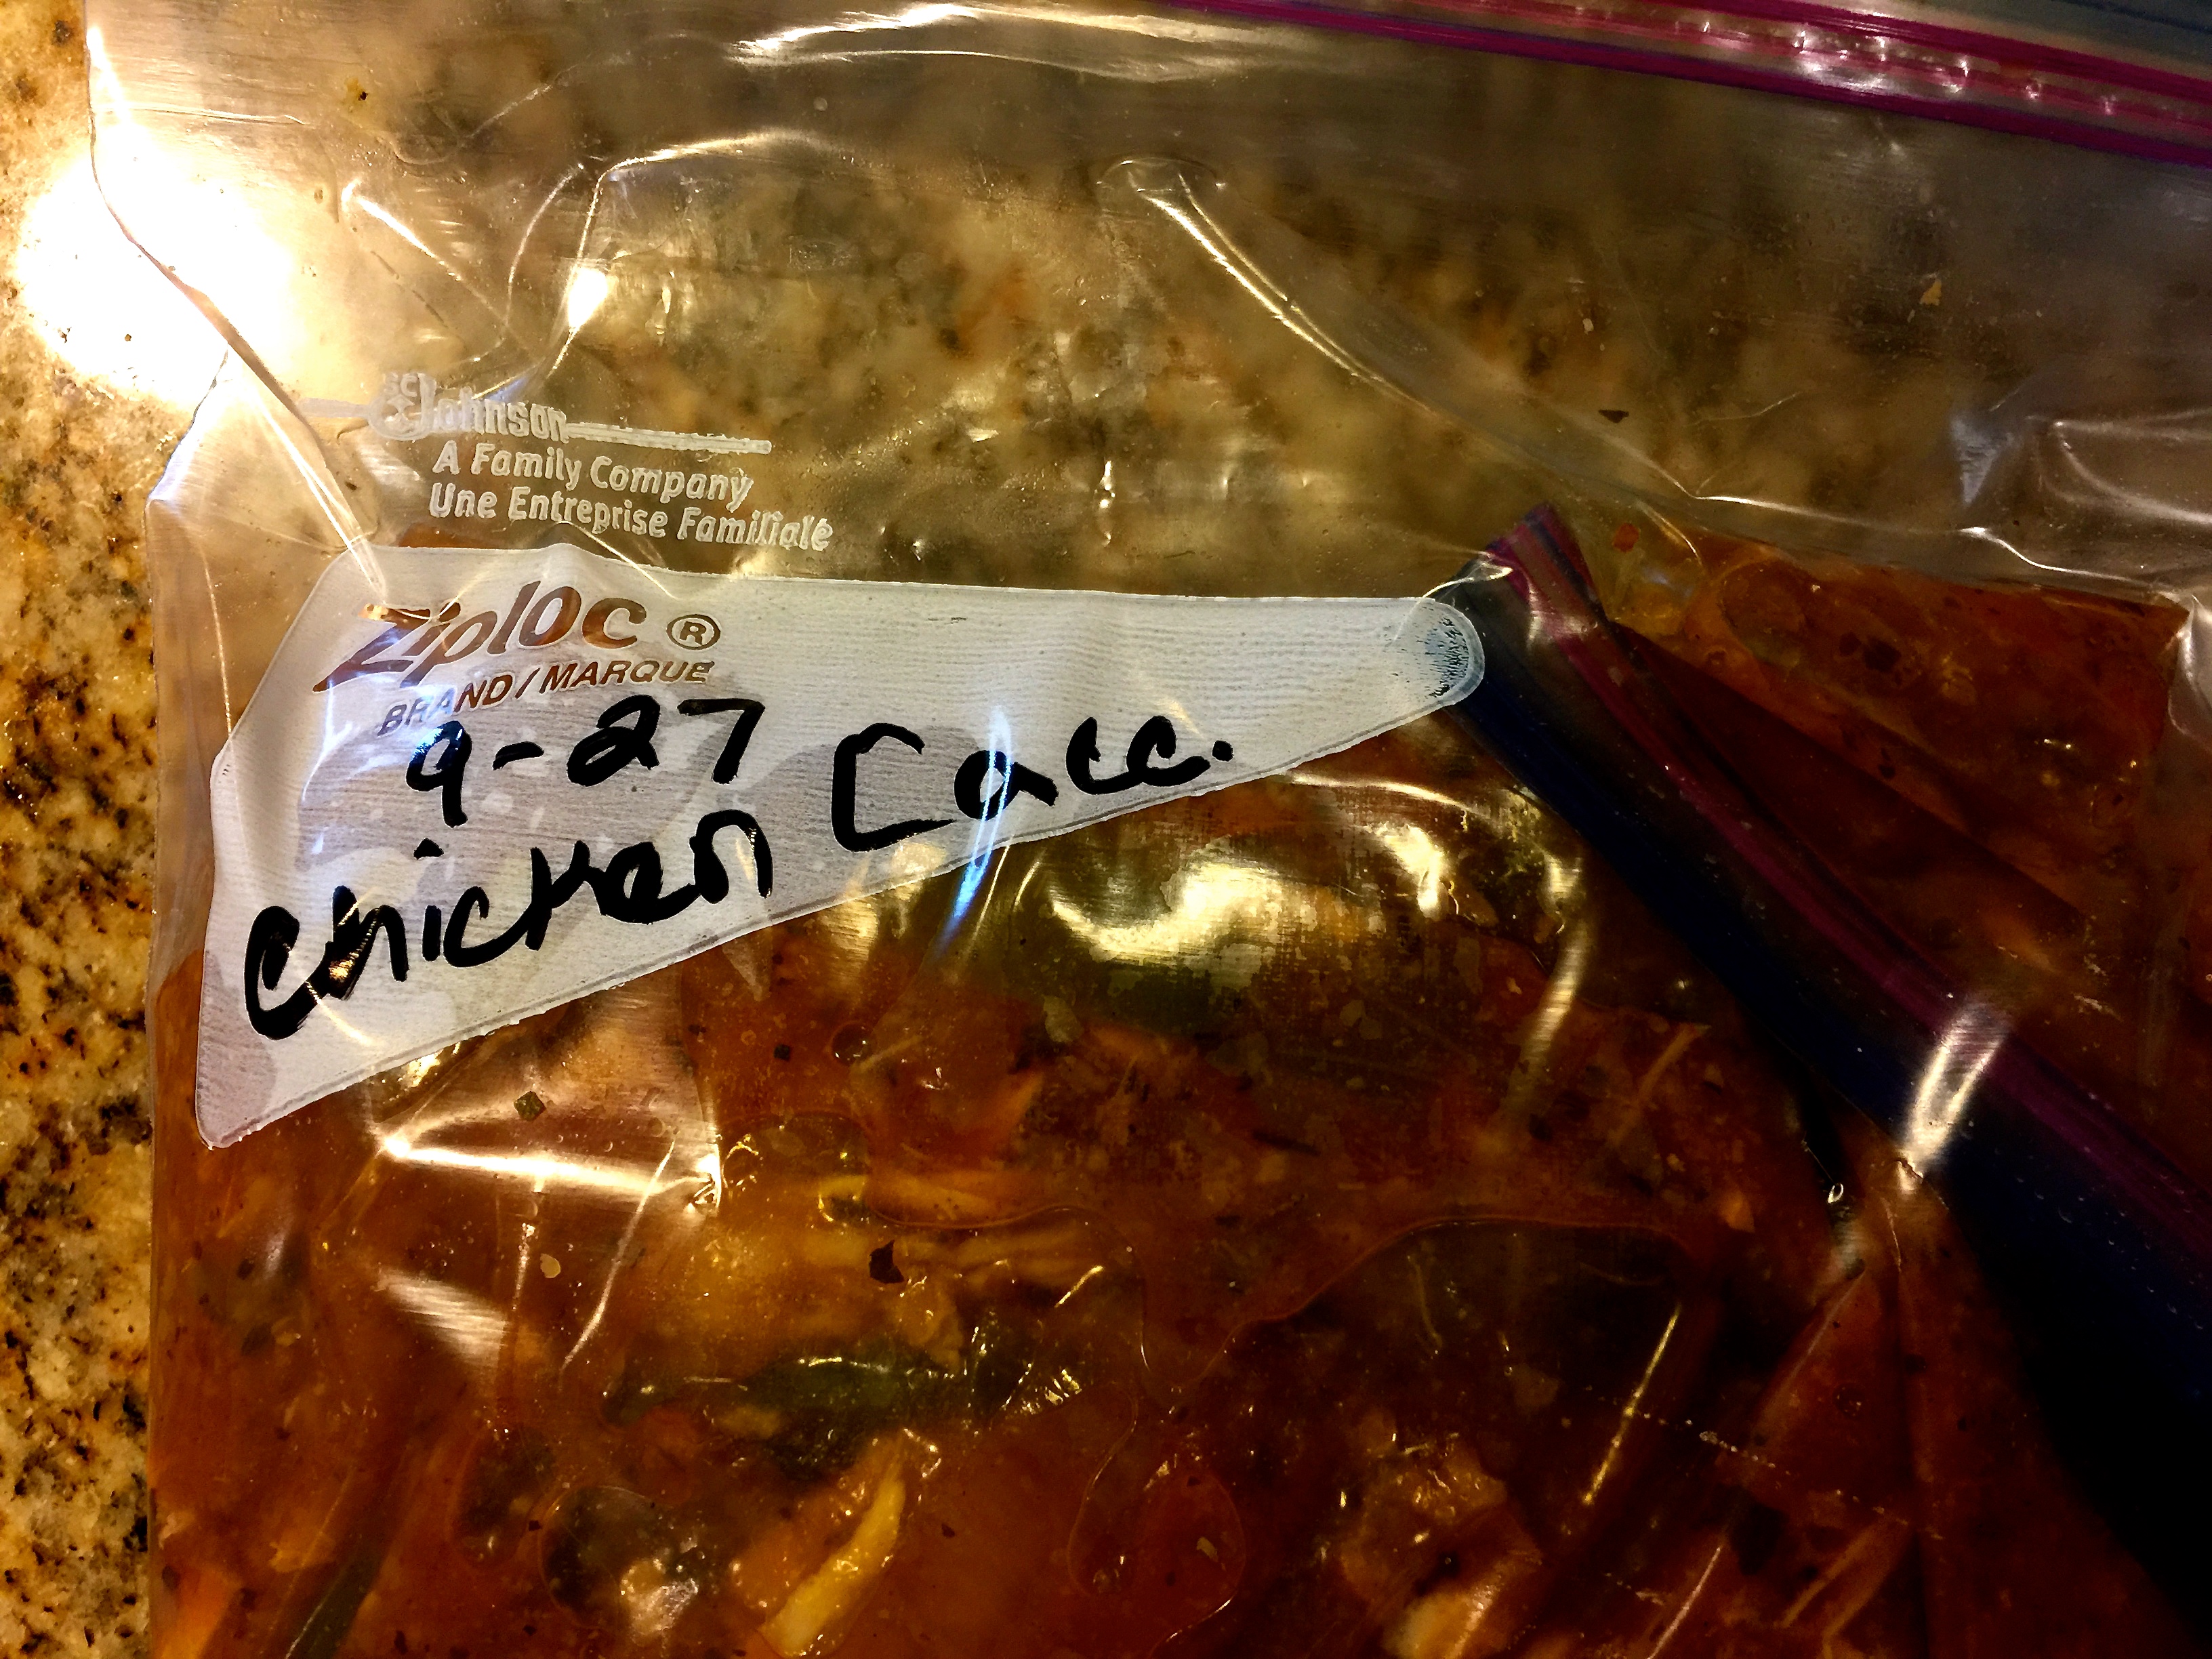 SC Johnson
A Family Company
Une Entreprise Familiale
Ziploc ®
BRAND/MARQUE
9-27
Chicken Cacc.